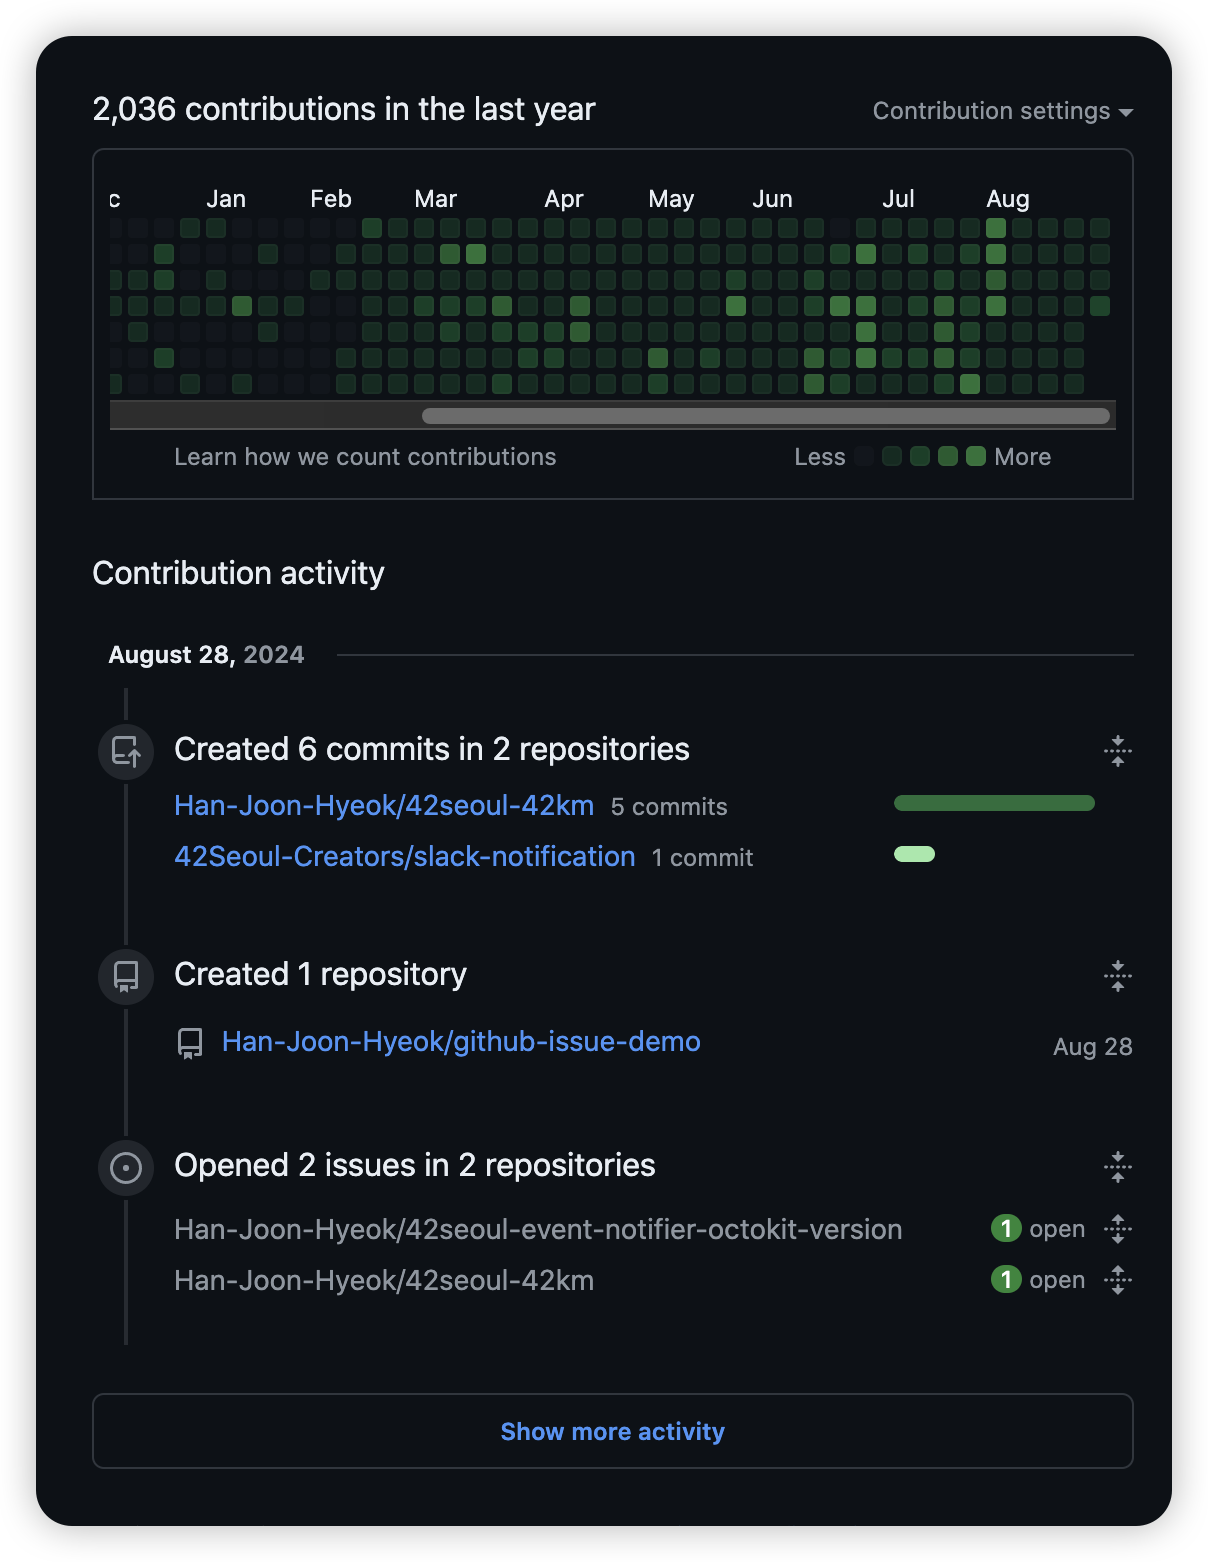 2,036 contributions in the last year
Contribution settings
c Jan Feb Mar Apr May Jun Jul Aug
Learn how we count contributions
Less More
Contribution activity
August 28, 2024
Created 6 commits in 2 repositories
Han-Joon-Hyeok/42seoul-42km 5 commits
42Seoul-Creators/slack-notification 1 commit
Created 1 repository
Han-Joon-Hyeok/github-issue-demo Aug 28
Opened 2 issues in 2 repositories
Han-Joon-Hyeok/42seoul-event-notifier-octokit-version 1 open
Han-Joon-Hyeok/42seoul-42km 1 open
Show more activity